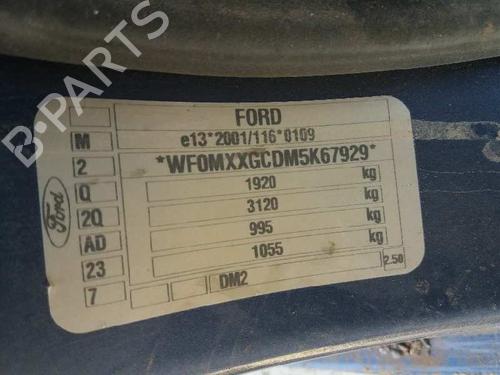 B-PARTS
FORD
M e13*2001/116*0109
2 *WF0MXXGCDM5K67929*
Q 1920 kg
2Q 3120 kg
AD 995 kg
23 1055 kg
7 DM2 2.50
Ford